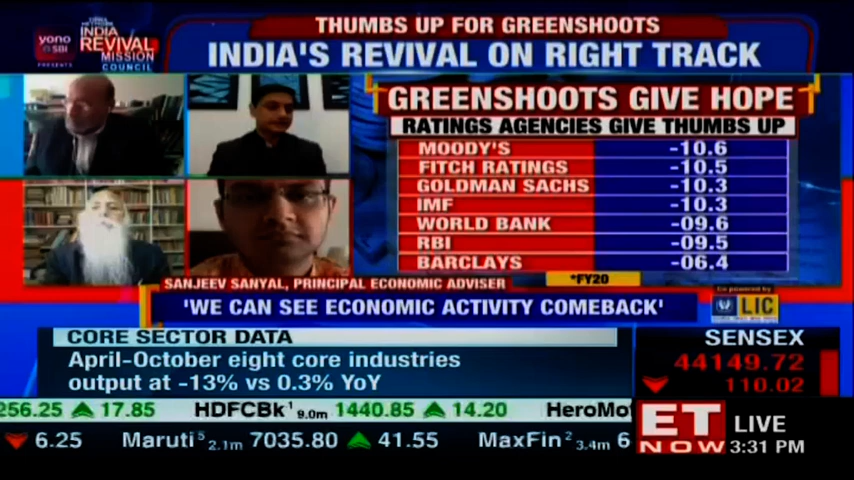 THUMBS UP FOR GREENSHOOTS
INDIA'S REVIVAL ON RIGHT TRACK
yono SBI
PRESENTS
INDIA
REVIVAL
MISSION
COUNCIL
GREENSHOOTS GIVE HOPE
RATINGS AGENCIES GIVE THUMBS UP
MOODY'S -10.6
FITCH RATINGS -10.5
GOLDMAN SACHS -10.3
IMF -10.3
WORLD BANK -09.6
RBI -09.5
BARCLAYS -06.4
*FY20
SANJEEV SANYAL, PRINCIPAL ECONOMIC ADVISER
'WE CAN SEE ECONOMIC ACTIVITY COMEBACK'
Co powered by
LIC
CORE SECTOR DATA
April-October eight core industries
output at -13% vs 0.3% YoY
SENSEX
44149.72
110.02
256.25 17.85 HDFCBk¹ 9.0m 1440.85 14.20 HeroMo
6.25 Maruti⁵ 2.1m 7035.80 41.55 MaxFin² 3.4m 6
ET NOW
LIVE
3:31 PM